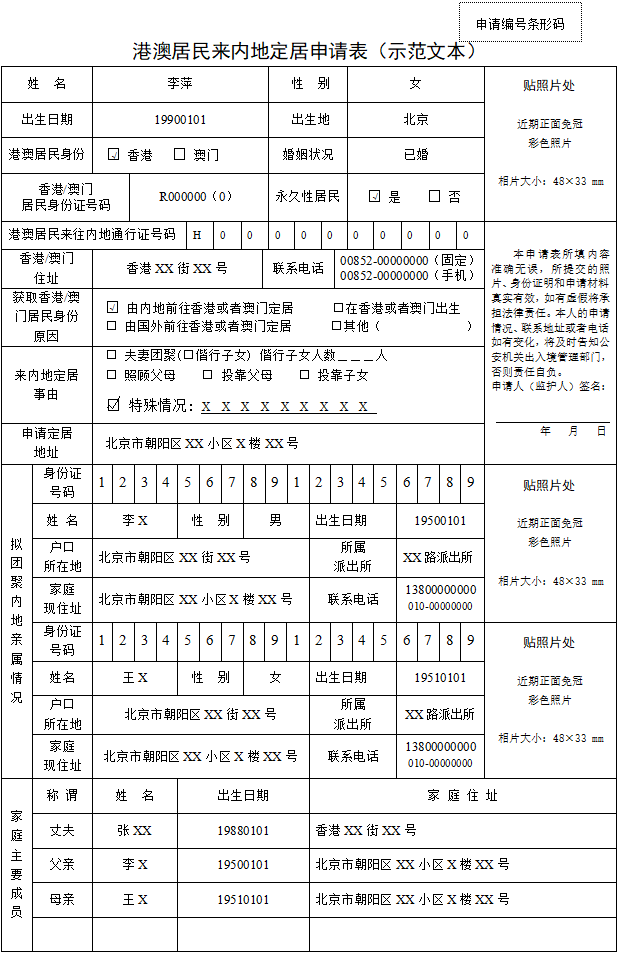 申请编号条形码
港澳居民来内地定居申请表（示范文本）
姓 名 李萍 性 别 女
出生日期 19900101 出生地 北京
港澳居民身份 ☑ 香港 □ 澳门 婚姻状况 已婚
香港/澳门
居民身份证号码 R000000（0） 永久性居民 ☑ 是 □ 否
贴照片处
近期正面免冠
彩色照片
相片大小：48×33 mm
港澳居民来往内地通行证号码 H 0 0 0 0 0 0 0 0 0 0
香港/澳门
住址 香港 XX 街 XX 号 联系电话 00852-00000000（固定）
00852-00000000（手机）
获取香港/澳
门居民身份
原因
☑ 由内地前往香港或者澳门定居 □在香港或者澳门出生
□ 由国外前往香港或者澳门定居 □其他（ ）
来内地定居
事由
□ 夫妻团聚(□偕行子女) 偕行子女人数＿＿＿人
□ 照顾父母 □ 投靠父母 □ 投靠子女
☑ 特殊情况：X X X X X X X X X
申请定居
地址 北京市朝阳区 XX 小区 X 楼 XX 号
本申请表所填内容
准确无误，所提交的照
片、身份证明和申请材料
真实有效，如有虚假将承
担法律责任。本人的申请
情况、联系地址或者电话
如有变化，将及时告知公
安机关出入境管理部门，
否则责任自负。
申请人（监护人）签名：
年 月 日
拟团聚内地亲属情况
身份证
号码 1 2 3 4 5 6 7 8 9 1 2 3 4 5 6 7 8 9
姓 名 李 X 性 别 男 出生日期 19500101
户口
所在地 北京市朝阳区 XX 街 XX 号 所属
派出所 XX 路派出所
家庭
现住址 北京市朝阳区 XX 小区 X 楼 XX 号 联系电话 13800000000
010-00000000
贴照片处
近期正面免冠
彩色照片
相片大小：48×33 mm
身份证
号码 1 2 3 4 5 6 7 8 9 1 2 3 4 5 6 7 8 9
姓名 王 X 性 别 女 出生日期 19510101
户口
所在地 北京市朝阳区 XX 街 XX 号 所属
派出所 XX 路派出所
家庭
现住址 北京市朝阳区 XX 小区 X 楼 XX 号 联系电话 13800000000
010-00000000
贴照片处
近期正面免冠
彩色照片
相片大小：48×33 mm
家庭主要成员
称 谓 姓 名 出生日期 家 庭 住 址
丈夫 张 XX 19880101 香港 XX 街 XX 号
父亲 李 X 19500101 北京市朝阳区 XX 小区 X 楼 XX 号
母亲 王 X 19510101 北京市朝阳区 XX 小区 X 楼 XX 号